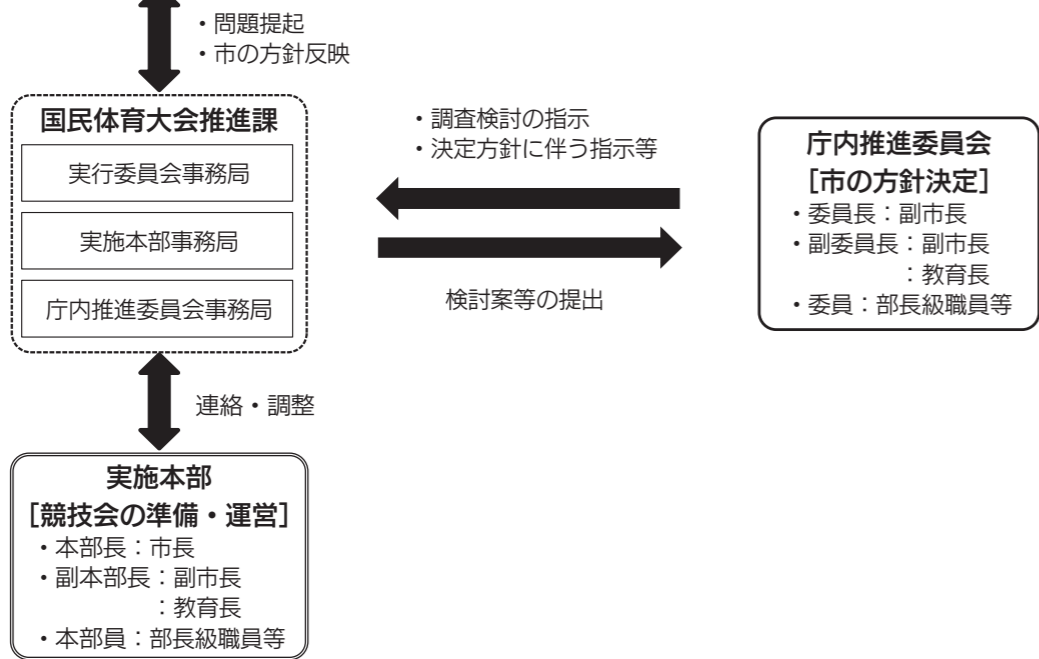 ・問題提起
・市の方針反映
国民体育大会推進課
実行委員会事務局
実施本部事務局
庁内推進委員会事務局
・調査検討の指示
・決定方針に伴う指示等
検討案等の提出
庁内推進委員会
［市の方針決定］
・委員長：副市長
・副委員長：副市長
：教育長
・委員：部長級職員等
連絡・調整
実施本部
［競技会の準備・運営］
・本部長：市長
・副本部長：副市長
：教育長
・本部員：部長級職員等